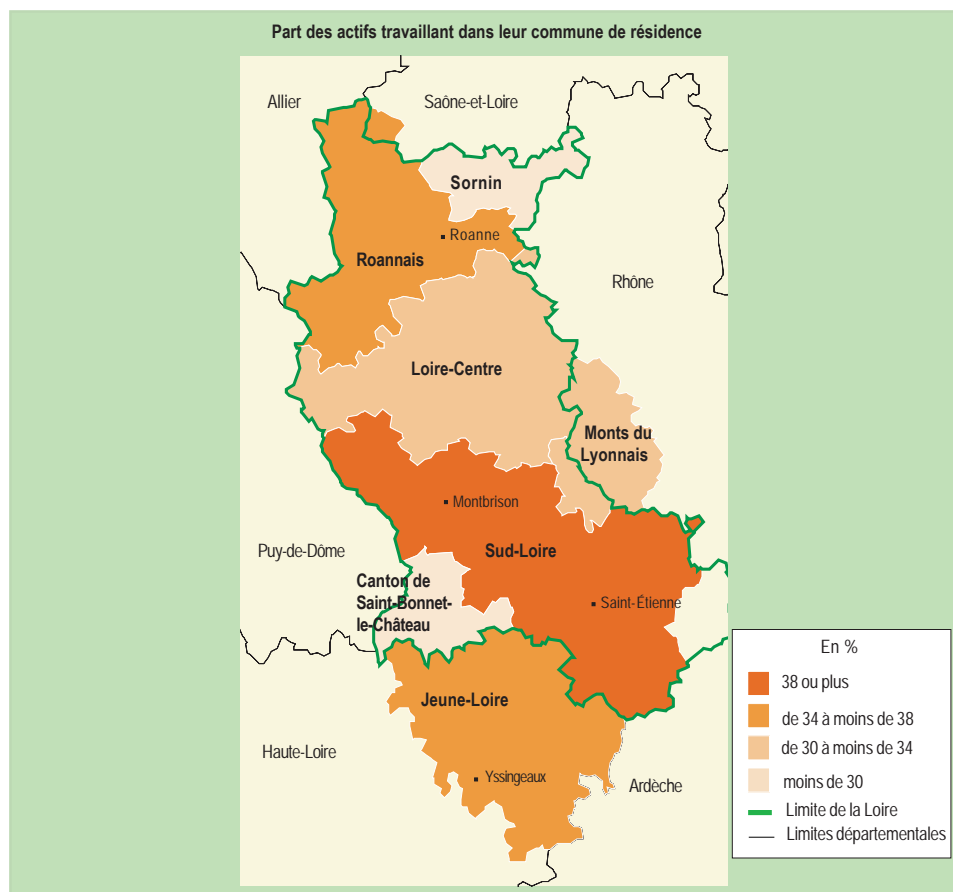 Part des actifs travaillant dans leur commune de résidence
Allier
Saône-et-Loire
Sornin
Roanne
Roannais
Rhône
Loire-Centre
Monts du
Lyonnais
Montbrison
Puy-de-Dôme
Sud-Loire
Canton de
Saint-Bonnet-
le-Château
Saint-Étienne
Jeune-Loire
Haute-Loire
Yssingeaux
Ardèche
En %
38 ou plus
de 34 à moins de 38
de 30 à moins de 34
moins de 30
Limite de la Loire
Limites départementales